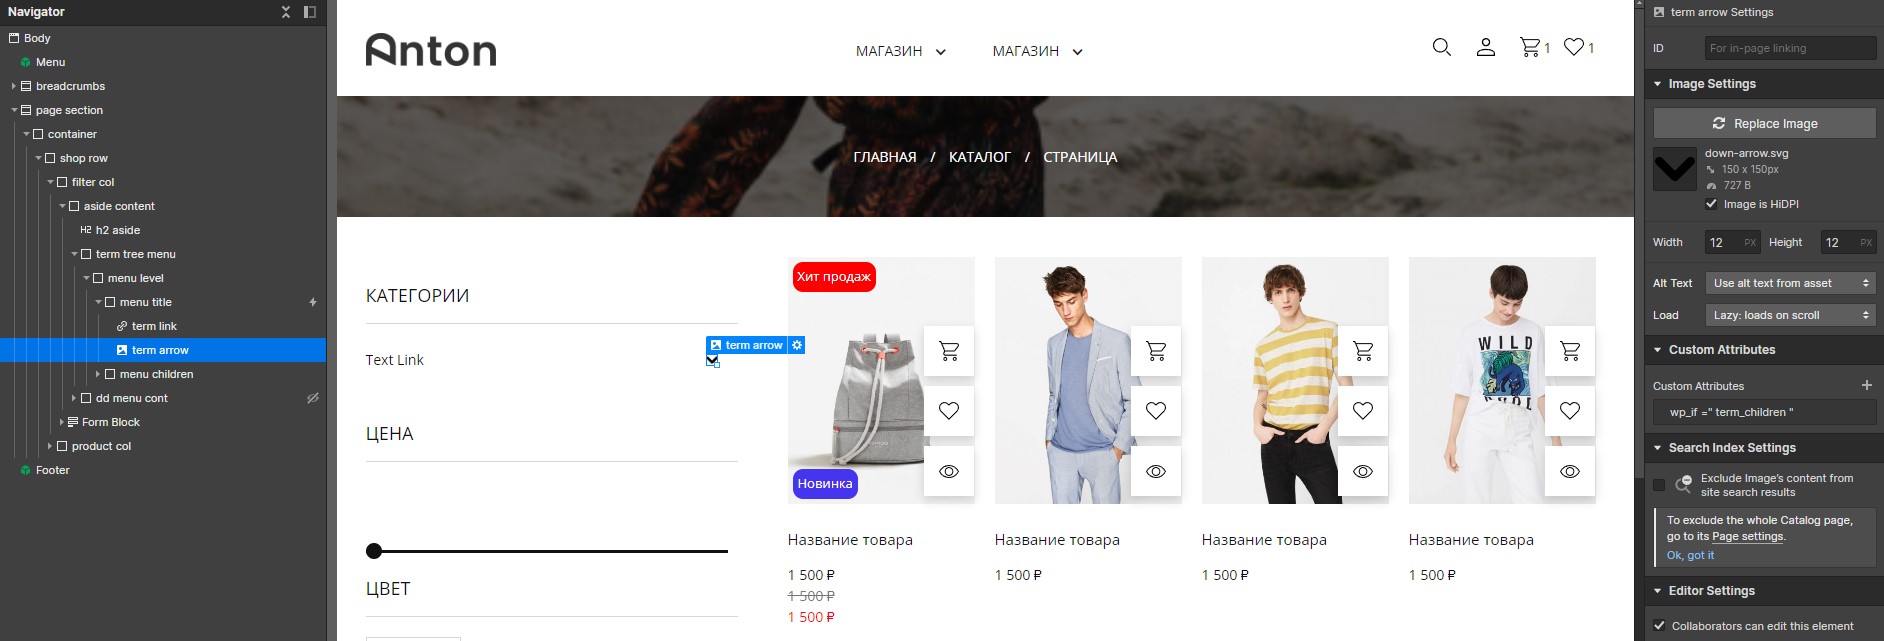 Navigator
Body
Menu
breadcrumbs
page section
container
shop row
filter col
aside content
H2 h2 aside
term tree menu
menu level
menu title
term link
term arrow
menu children
dd menu cont
Form Block
product col
Footer
Anton
МАГАЗИН
МАГАЗИН
1
1
ГЛАВНАЯ / КАТАЛОГ / СТРАНИЦА
КАТЕГОРИИ
term arrow
Text Link
ЦЕНА
ЦВЕТ
Хит продаж
Новинка
WILD
Название товара
1 500 ₽
1 500 ₽
1 500 ₽
Название товара
1 500 ₽
Название товара
1 500 ₽
Название товара
1 500 ₽
term arrow Settings
ID
For in-page linking
Image Settings
Replace Image
down-arrow.svg
150 x 150px
727 B
Image is HiDPI
Width 12 PX Height 12 PX
Alt Text Use alt text from asset
Load Lazy: loads on scroll
Custom Attributes
Custom Attributes
wp_if =" term_children "
Search Index Settings
Exclude Image's content from
site search results
To exclude the whole Catalog page,
go to its Page settings.
Ok, got it
Editor Settings
Collaborators can edit this element